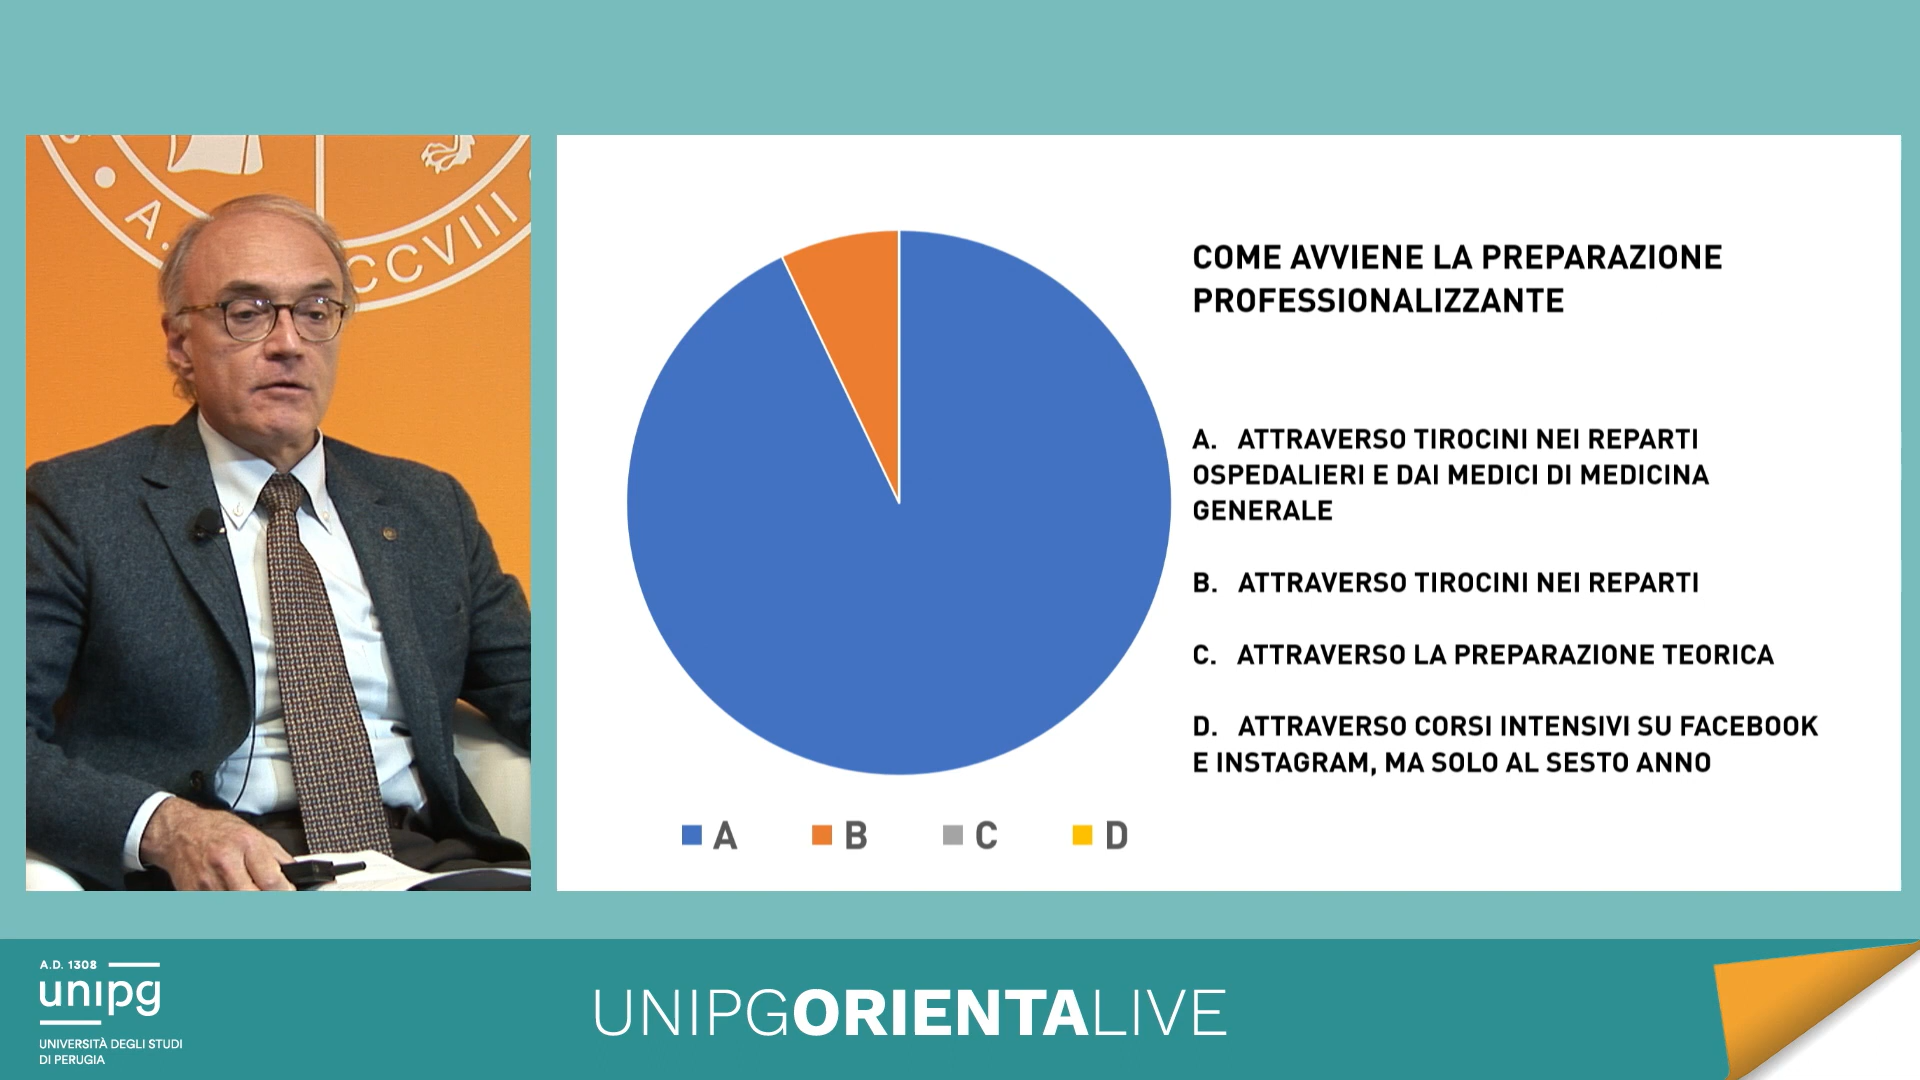 A.
CCVIII
COME AVVIENE LA PREPARAZIONE
PROFESSIONALIZZANTE
A. ATTRAVERSO TIROCINI NEI REPARTI
OSPEDALIERI E DAI MEDICI DI MEDICINA
GENERALE
B. ATTRAVERSO TIROCINI NEI REPARTI
C. ATTRAVERSO LA PREPARAZIONE TEORICA
D. ATTRAVERSO CORSI INTENSIVI SU FACEBOOK
E INSTAGRAM, MA SOLO AL SESTO ANNO
A B C D
A.D. 1308
unipg
UNIVERSITÀ DEGLI STUDI
DI PERUGIA
UNIPGORIENTALIVE